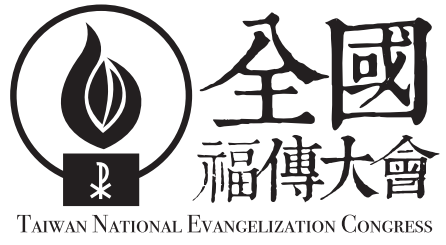 全國
福傳大會
TAIWAN NATIONAL EVANGELIZATION CONGRESS